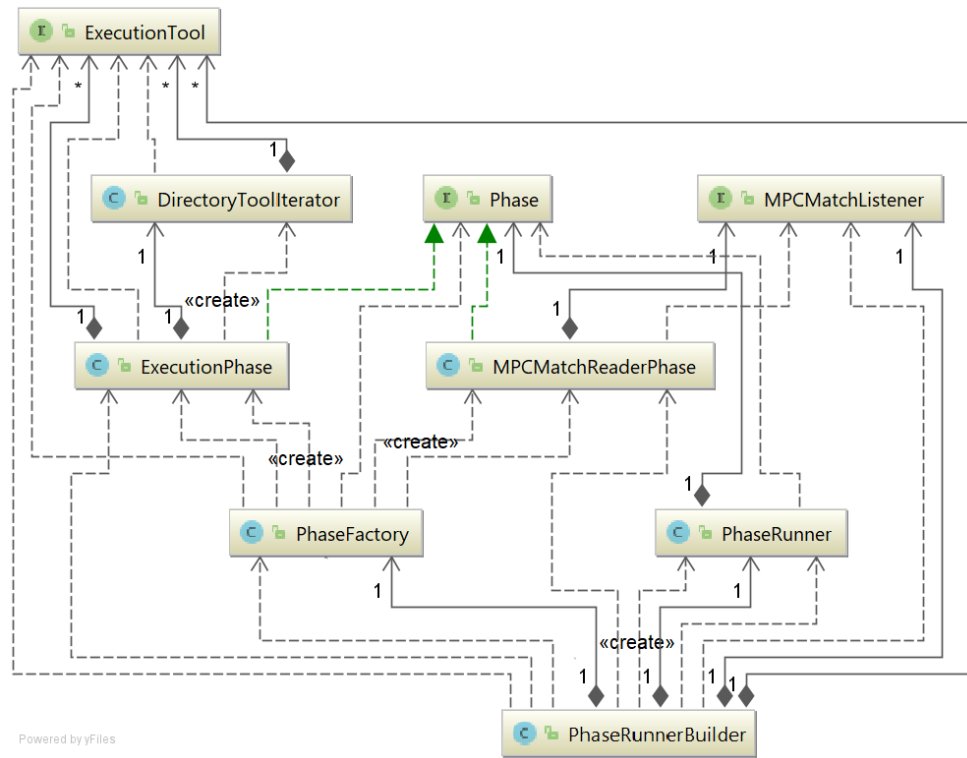 ExecutionTool
* * *
1
DirectoryToolIterator
Phase
MPCMatchListener
1 1 1 1
«create»
1 1 1
ExecutionPhase
MPCMatchReaderPhase
«create»
«create»
1
PhaseFactory
PhaseRunner
1 1
«create»
1 1 1 1
PhaseRunnerBuilder
Powered by yFiles